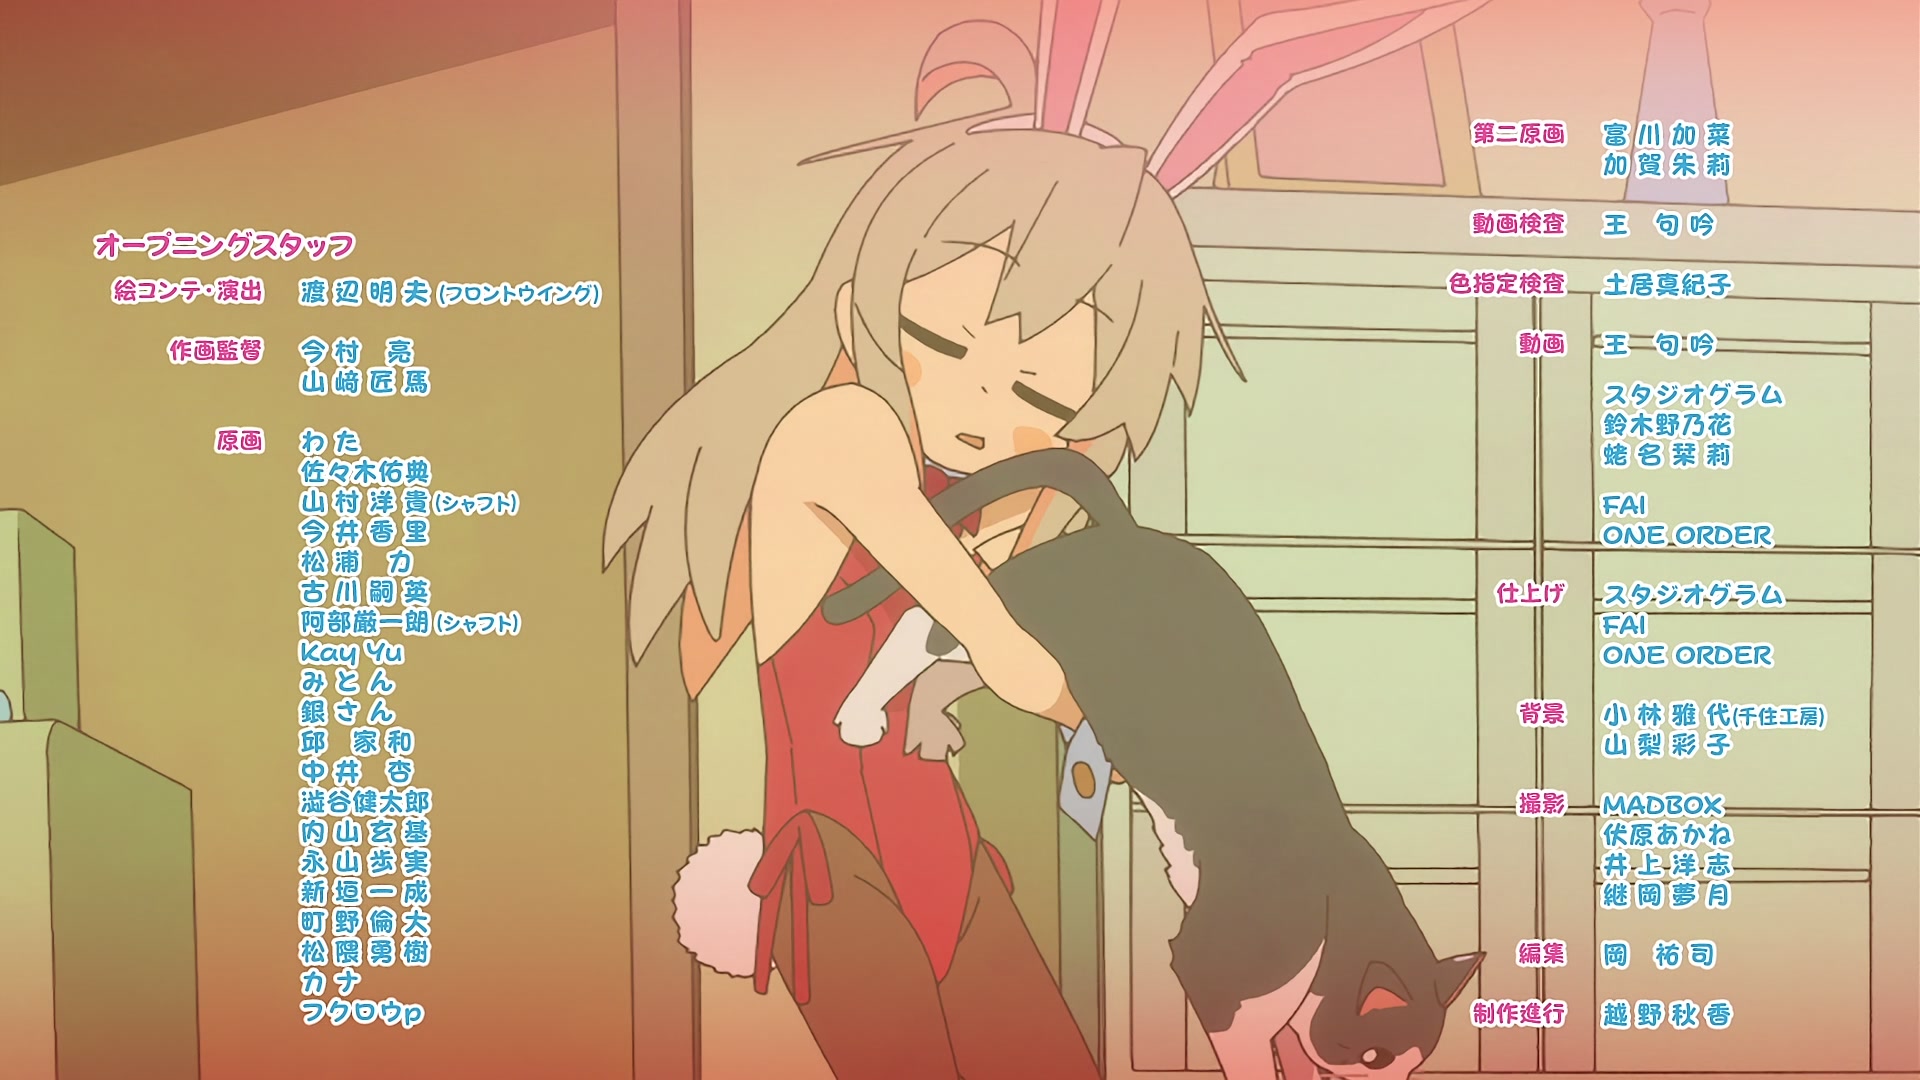 オープニングスタッフ
絵コンテ・演出 渡辺明夫(フロントウイング)
作画監督 今村 亮
山﨑匠馬
原画 わた
佐々木佑典
山村洋貴(シャフト)
今井香里
松浦 力
古川嗣英
阿部厳一朗(シャフト)
Kay Yu
みとん
銀さん
邱 家和
中井 杏
澁谷健太郎
内山玄基
永山歩実
新垣一成
町野倫大
松隈勇樹
カナ
フクロウp
第二原画 富川加菜
加賀朱莉
動画検査 王 句吟
色指定検査 土居真紀子
動画 王 句吟
スタジオグラム
鈴木野乃花
蛯名栞莉
FAI
ONE ORDER
仕上げ スタジオグラム
FAI
ONE ORDER
背景 小林雅代(千住工房)
山梨彩子
撮影 MADBOX
伏原あかね
井上洋志
継岡夢月
編集 岡 祐司
制作進行 越野秋香